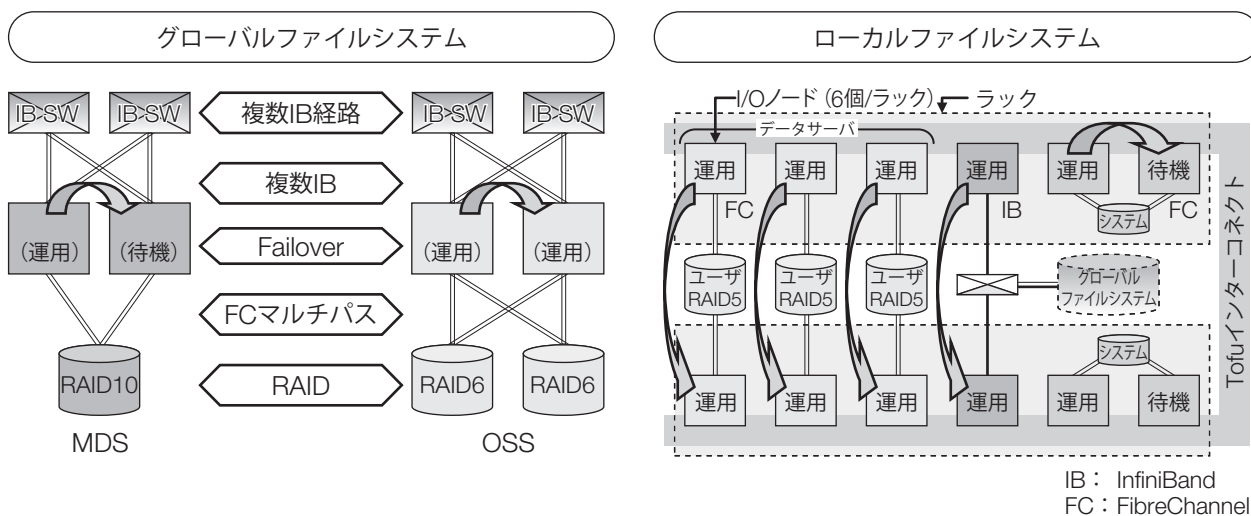 グローバルファイルシステム
IB-SW
IB-SW
複数IB経路
IB-SW
IB-SW
複数IB
(運用)
(待機)
Failover
(運用)
(運用)
FCマルチパス
RAID10
RAID
RAID6
RAID6
MDS
OSS
ローカルファイルシステム
I/Oノード(6個/ラック)
ラック
データサーバ
運用
運用
運用
運用
運用
待機
FC
IB
FC
システム
ユーザ
RAID5
ユーザ
RAID5
ユーザ
RAID5
グローバル
ファイルシステム
システム
運用
運用
運用
運用
運用
待機
Tofuインターコネクト
IB: InfiniBand
FC:FibreChannel